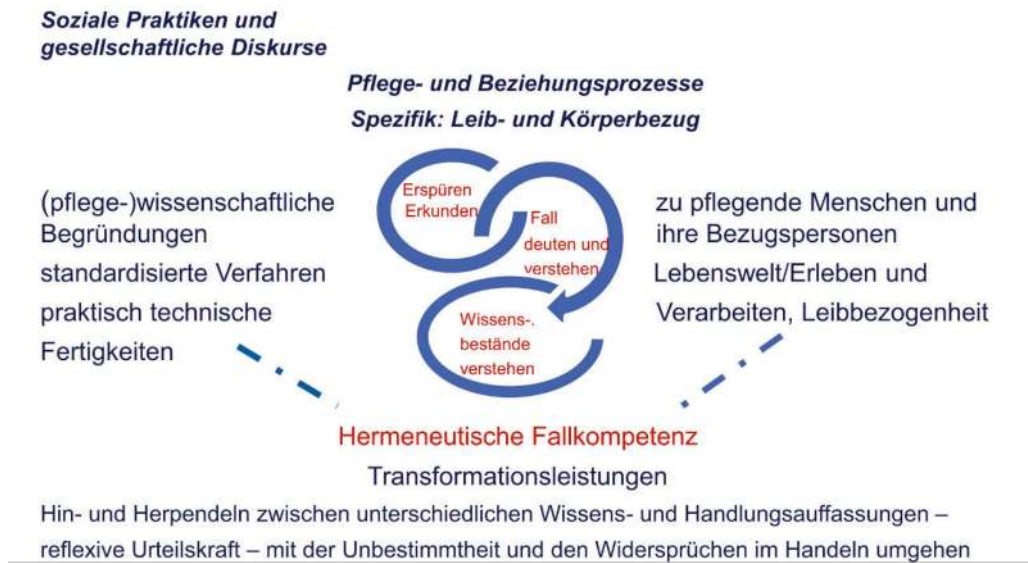 Soziale Praktiken und
gesellschaftliche Diskurse
Pflege- und Beziehungsprozesse
Spezifik: Leib- und Körperbezug
(pflege-)wissenschaftliche
Begründungen
standardisierte Verfahren
praktisch technische
Fertigkeiten
Erspüren
Erkunden
Fall
deuten und
verstehen
Wissens-.
bestände
verstehen
zu pflegende Menschen und
ihre Bezugspersonen
Lebenswelt/Erleben und
Verarbeiten, Leibbezogenheit
Hermeneutische Fallkompetenz
Transformationsleistungen
Hin- und Herpendeln zwischen unterschiedlichen Wissens- und Handlungsauffassungen –
reflexive Urteilskraft – mit der Unbestimmtheit und den Widersprüchen im Handeln umgehen